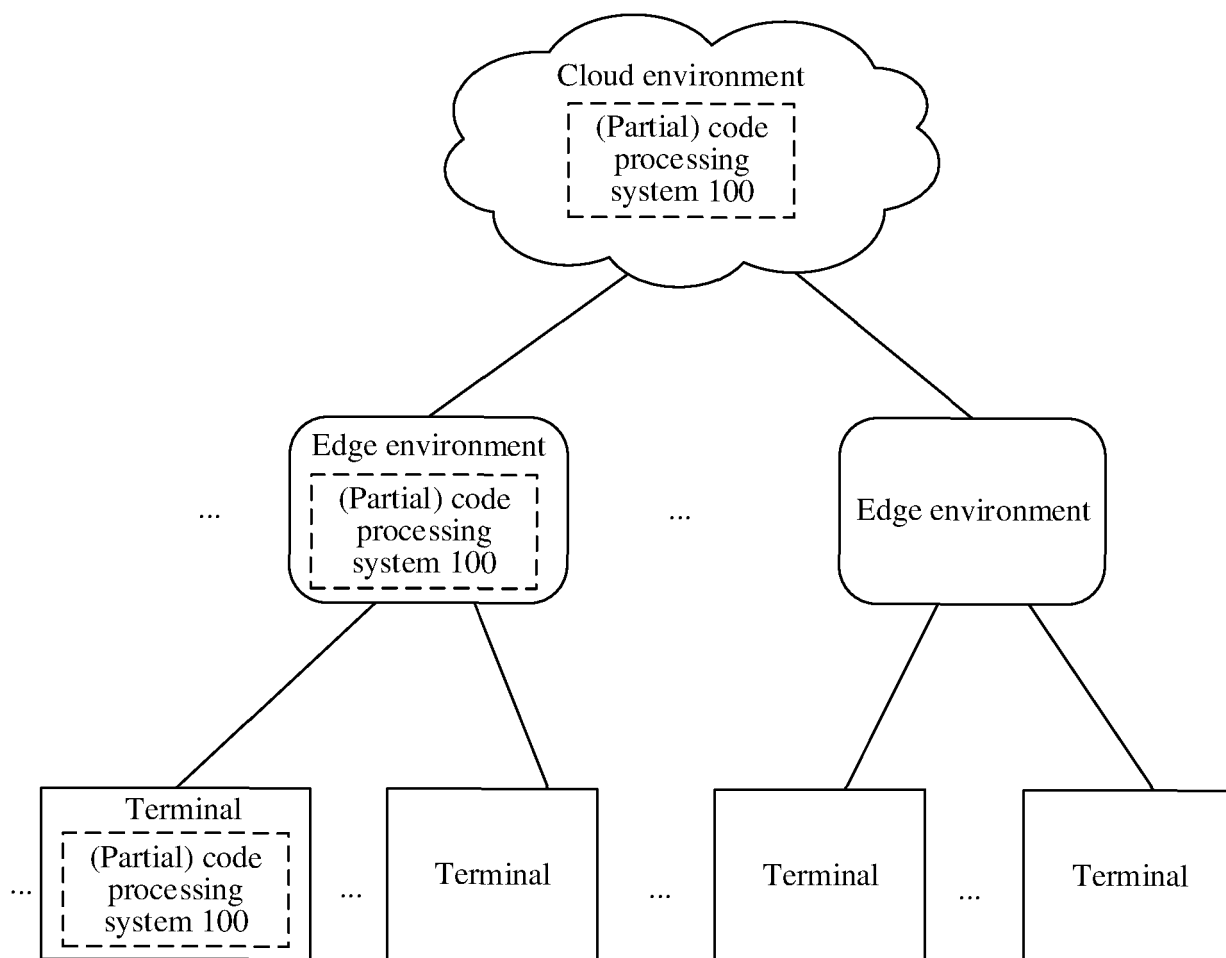 Cloud environment
(Partial) code
processing
system 100
Edge environment
(Partial) code
processing
system 100
...
...
Edge environment
Terminal
(Partial) code
processing
system 100
...
...
Terminal
...
Terminal
...
Terminal